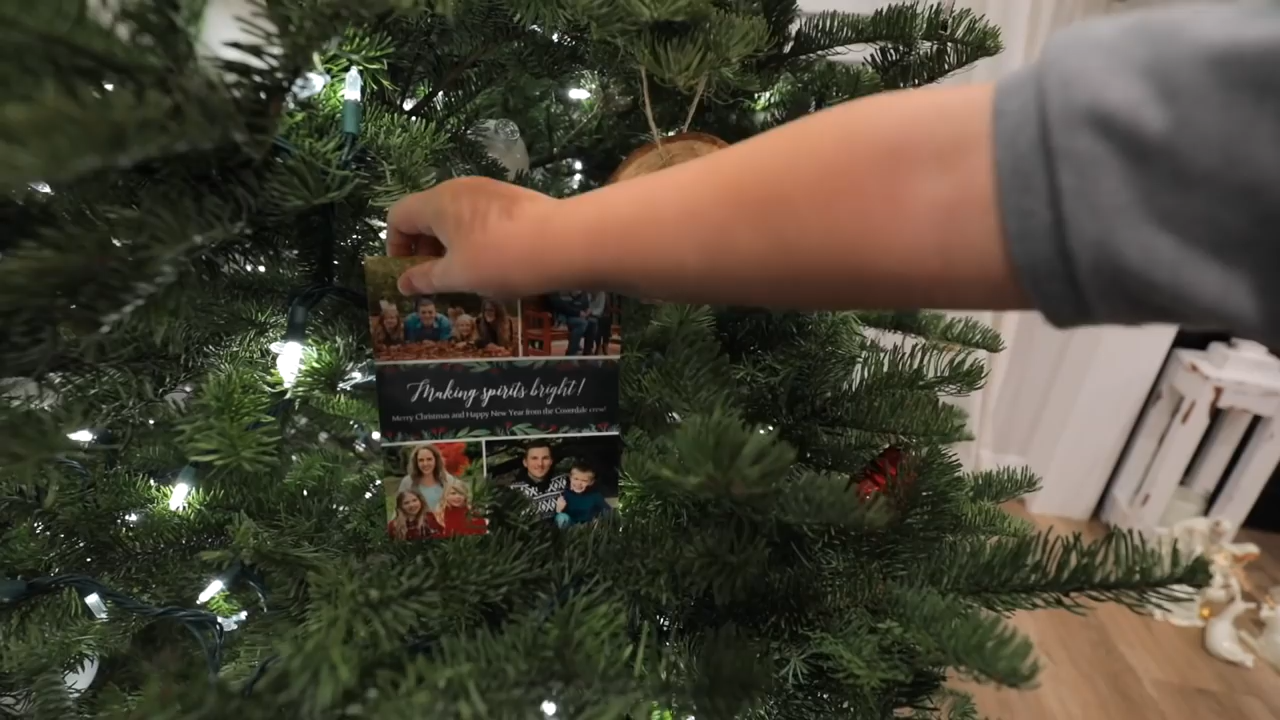 Making spirits bright!
Merry Christmas and Happy New Year from the Coverdale crew!